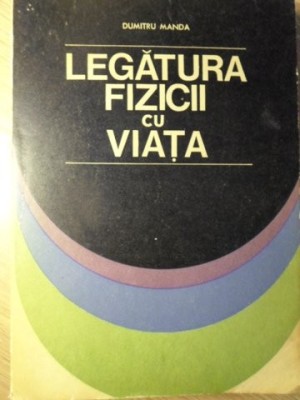 DUMITRU MANDA
LEGĂTURA
FIZICII
CU
VIAȚA